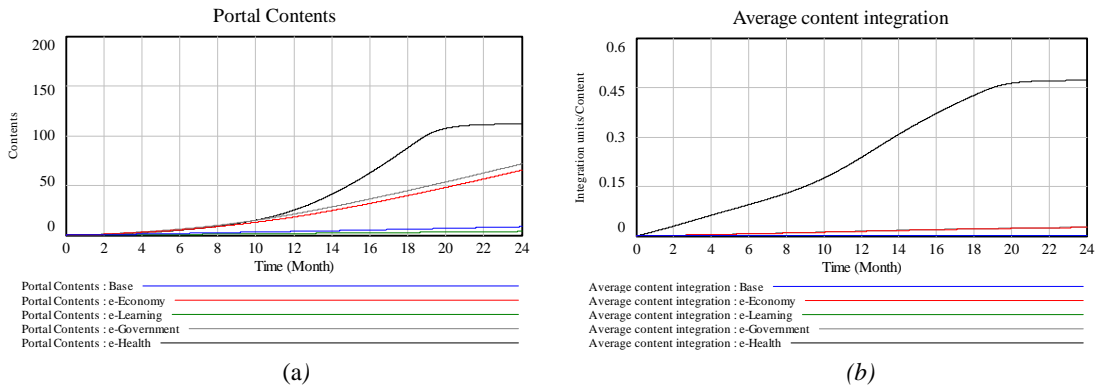 Portal Contents
200
150
100
50
0
Contents
0 2 4 6 8 10 12 14 16 18 20 22 24
Time (Month)
Portal Contents : Base
Portal Contents : e-Economy
Portal Contents : e-Learning
Portal Contents : e-Government
Portal Contents : e-Health
(a)
Average content integration
0.6
0.45
0.3
0.15
0
Integration units/Content
0 2 4 6 8 10 12 14 16 18 20 22 24
Time (Month)
Average content integration : Base
Average content integration : e-Economy
Average content integration : e-Learning
Average content integration : e-Government
Average content integration : e-Health
(b)